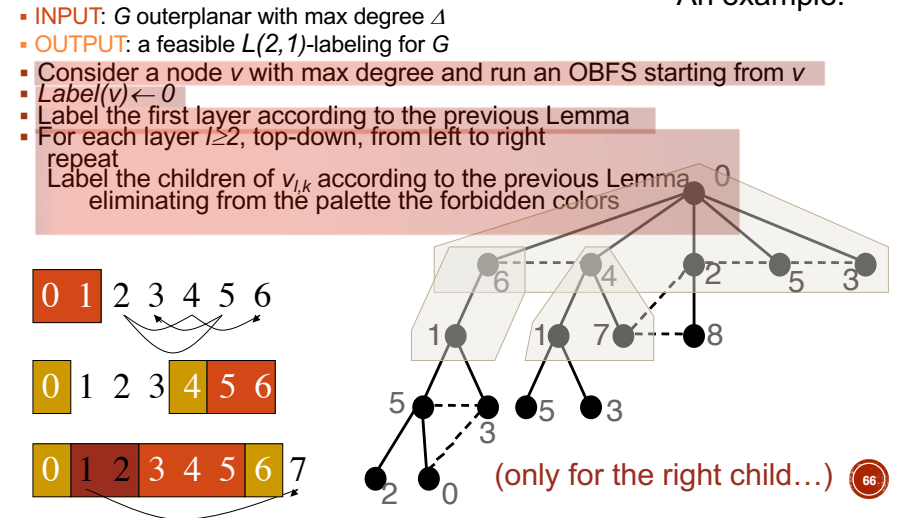 An example:
▪ INPUT: G outerplanar with max degree Δ
▪ OUTPUT: a feasible L(2,1)-labeling for G
▪ Consider a node v with max degree and run an OBFS starting from v
▪ Label(v)← 0
▪ Label the first layer according to the previous Lemma
▪ For each layer l≥2, top-down, from left to right
repeat
Label the children of vl,k according to the previous Lemma
eliminating from the palette the forbidden colors
0
6 4 2 5 3
0 1 2 3 4 5 6
1 1 7 8
0 1 2 3 4 5 6
5 3 5 3
0 1 2 3 4 5 6 7
2 0
(only for the right child…)
66